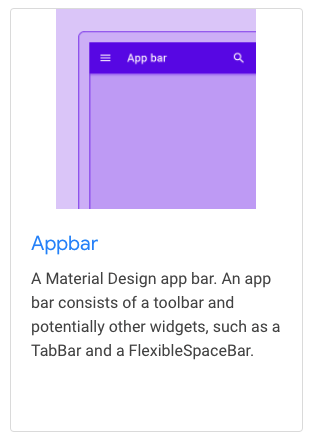 App bar
Appbar
A Material Design app bar. An app
bar consists of a toolbar and
potentially other widgets, such as a
TabBar and a FlexibleSpaceBar.